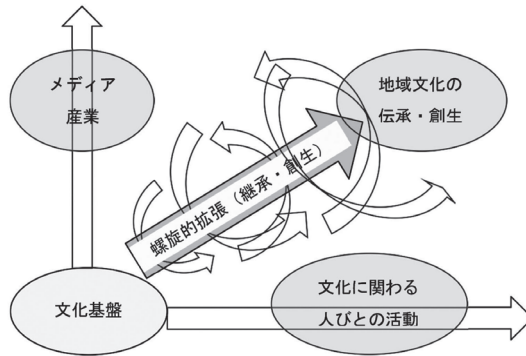 メディア
産業
地域文化の
伝承・創生
螺旋的拡張(継承・創生)
文化基盤
文化に関わる
人びとの活動